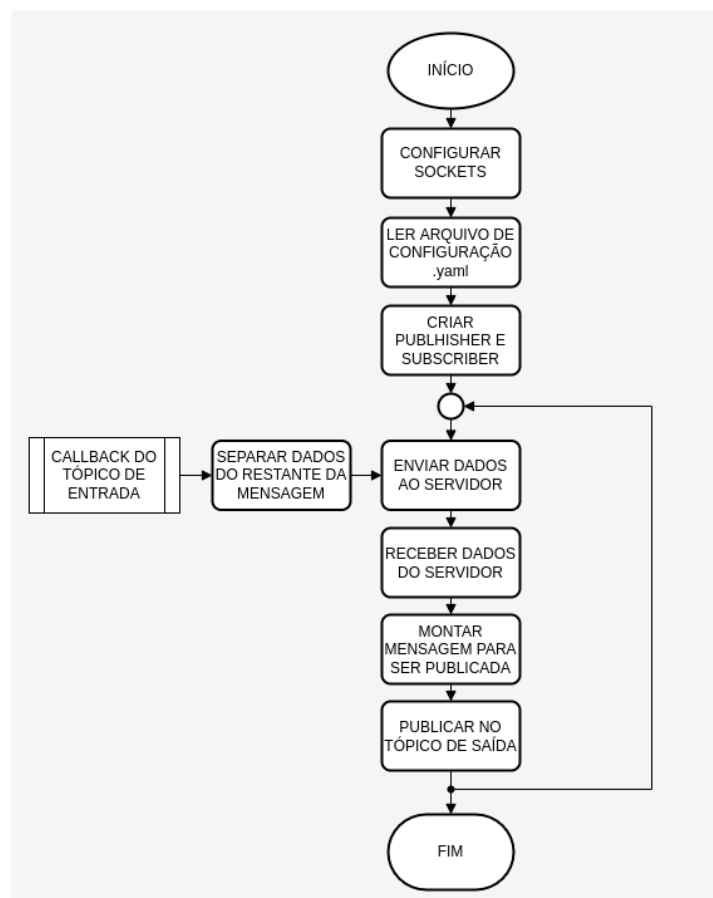 INÍCIO
CONFIGURAR
SOCKETS
LER ARQUIVO DE
CONFIGURAÇÃO
.yaml
CRIAR
PUBLHISHER E
SUBSCRIBER
CALLBACK DO
TÓPICO DE
ENTRADA
SEPARAR DADOS
DO RESTANTE DA
MENSAGEM
ENVIAR DADOS
AO SERVIDOR
RECEBER DADOS
DO SERVIDOR
MONTAR
MENSAGEM PARA
SER PUBLICADA
PUBLICAR NO
TÓPICO DE SAÍDA
FIM